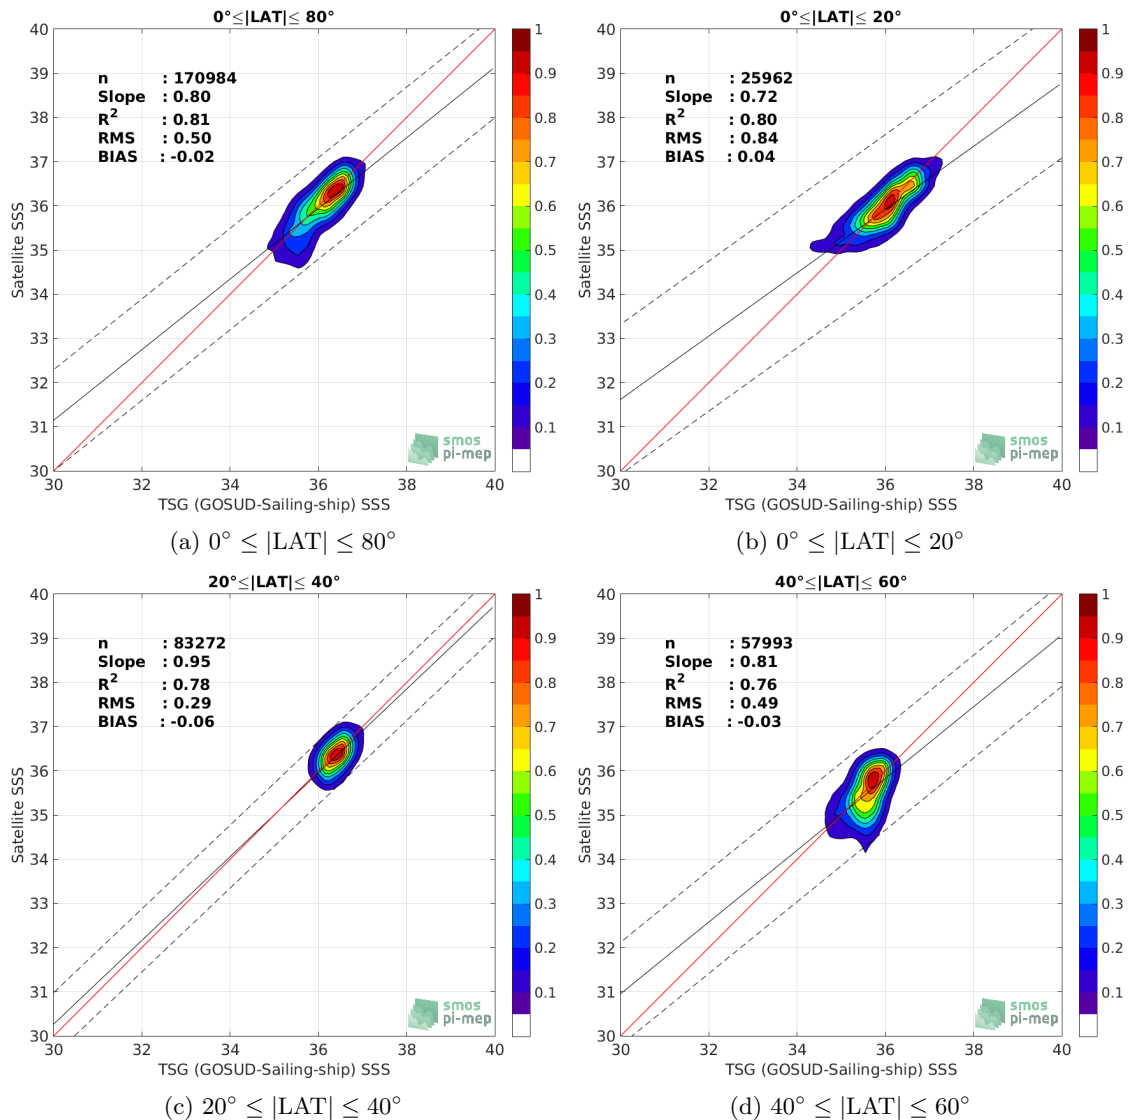 0°≤|LAT|≤ 80°
40
39
38
37
36
35
34
33
32
31
30
Satellite SSS
n : 170984
Slope : 0.80
R² : 0.81
RMS : 0.50
BIAS : -0.02
smos
pi-mep
30 32 34 36 38 40
TSG (GOSUD-Sailing-ship) SSS
1
0.9
0.8
0.7
0.6
0.5
0.4
0.3
0.2
0.1
(a) 0° ≤ |LAT| ≤ 80°
0°≤|LAT|≤ 20°
40
39
38
37
36
35
34
33
32
31
30
Satellite SSS
n : 25962
Slope : 0.72
R² : 0.80
RMS : 0.84
BIAS : 0.04
smos
pi-mep
30 32 34 36 38 40
TSG (GOSUD-Sailing-ship) SSS
1
0.9
0.8
0.7
0.6
0.5
0.4
0.3
0.2
0.1
(b) 0° ≤ |LAT| ≤ 20°
20°≤|LAT|≤ 40°
40
39
38
37
36
35
34
33
32
31
30
Satellite SSS
n : 83272
Slope : 0.95
R² : 0.78
RMS : 0.29
BIAS : -0.06
smos
pi-mep
30 32 34 36 38 40
TSG (GOSUD-Sailing-ship) SSS
1
0.9
0.8
0.7
0.6
0.5
0.4
0.3
0.2
0.1
(c) 20° ≤ |LAT| ≤ 40°
40°≤|LAT|≤ 60°
40
39
38
37
36
35
34
33
32
31
30
Satellite SSS
n : 57993
Slope : 0.81
R² : 0.76
RMS : 0.49
BIAS : -0.03
smos
pi-mep
30 32 34 36 38 40
TSG (GOSUD-Sailing-ship) SSS
1
0.9
0.8
0.7
0.6
0.5
0.4
0.3
0.2
0.1
(d) 40° ≤ |LAT| ≤ 60°